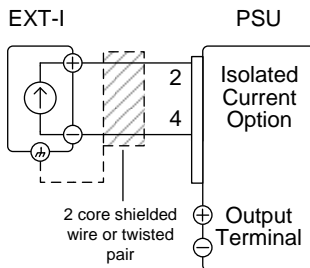 EXT-I
PSU
+
2
Isolated
Current
Option
−
4
2 core shielded
wire or twisted
pair
+
Output
Terminal
−